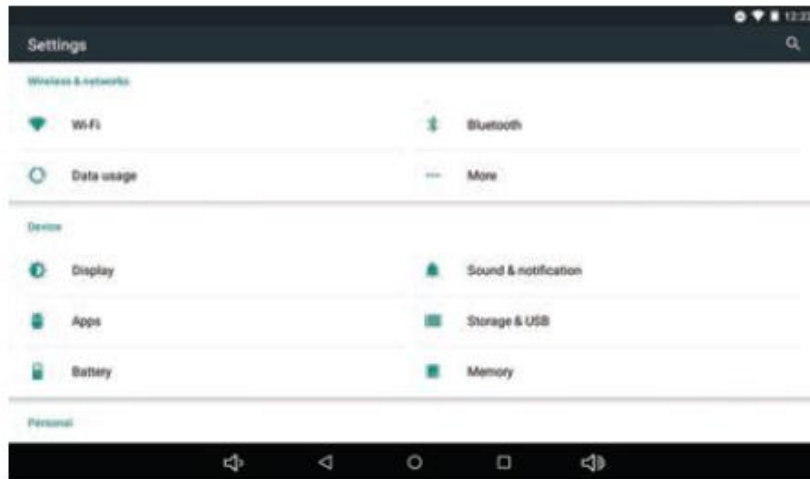 12:22
Settings
Wireless & networks
Wi-Fi
Bluetooth
Data usage
More
Device
Display
Sound & notification
Apps
Storage & USB
Battery
Memory
Personal